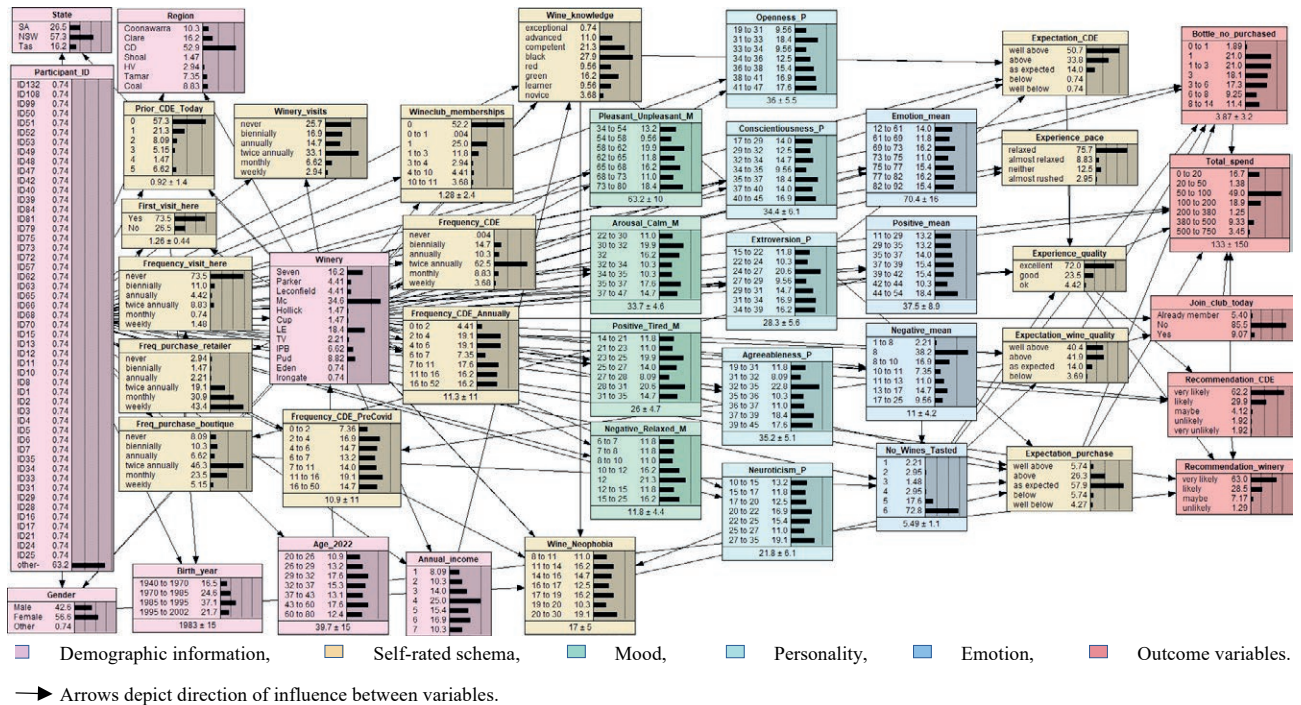 State
SA 26.5
NSW 57.3
Tas 16.2
Region
Coonawarra 10.3
Clare 16.2
CD 52.9
Shoal 1.47
HV 2.94
Tamar 7.35
Coal 8.83
Participant_ID
ID132 0.74
ID108 0.74
ID99 0.74
ID50 0.74
ID51 0.74
ID52 0.74
ID53 0.74
ID49 0.74
ID48 0.74
ID47 0.74
ID42 0.74
ID40 0.74
ID39 0.74
ID84 0.74
ID81 0.74
ID79 0.74
ID75 0.74
ID73 0.74
ID72 0.74
ID57 0.74
ID62 0.74
ID63 0.74
ID65 0.74
ID66 0.74
ID68 0.74
ID70 0.74
ID15 0.74
ID13 0.74
ID12 0.74
ID11 0.74
ID10 0.74
ID8 0.74
ID1 0.74
ID2 0.74
ID3 0.74
ID4 0.74
ID5 0.74
ID6 0.74
ID7 0.74
ID35 0.74
ID34 0.74
ID33 0.74
ID31 0.74
ID29 0.74
ID28 0.74
ID16 0.74
ID17 0.74
ID21 0.74
ID24 0.74
ID25 0.74
other- 63.2
Gender
Male 42.6
Female 56.6
Other 0.74
Prior_CDE_Today
0 57.3
1 21.3
2 8.09
3 5.15
4 1.47
5 6.62
0.92 ± 1.4
First_visit_here
Yes 73.5
No 26.5
1.26 ± 0.44
Frequency_visit_here
never 73.5
biennially 11.0
annually 4.42
twice annually 8.83
monthly 0.74
weekly 1.48
Freq_purchase_retailer
never 2.94
biennially 1.47
annually 2.21
twice annually 19.1
monthly 30.9
weekly 43.4
Freq_purchase_boutique
never 8.09
biennially 10.3
annually 6.62
twice annually 46.3
monthly 23.5
weekly 5.15
Birth_year
1940 to 1970 16.5
1970 to 1985 24.6
1985 to 1995 37.1
1995 to 2002 21.7
1983 ± 15
Winery_visits
never 25.7
biennially 16.9
annually 14.7
twice annually 33.1
monthly 6.62
weekly 2.94
Winery
Seven 16.2
Parker 4.41
Leconfield 4.41
Mc 34.6
Hollick 1.47
Cup 1.47
LE 18.4
TV 2.21
IPB 6.62
Pud 8.82
Eden 0.74
Irongate 0.74
Frequency_CDE_PreCovid
0 to 2 7.36
2 to 4 16.9
4 to 6 14.7
6 to 7 13.2
7 to 11 14.0
11 to 16 19.1
16 to 50 14.7
10.9 ± 11
Age_2022
20 to 26 10.9
26 to 29 13.2
29 to 32 17.6
32 to 37 15.3
37 to 43 13.1
43 to 60 17.6
60 to 80 12.4
39.7 ± 15
Wineclub_memberships
0 52.2
0 to 1 .004
1 25.0
1 to 3 11.8
3 to 4 2.94
4 to 10 4.41
10 to 11 3.68
1.28 ± 2.4
Frequency_CDE
never .004
biennially 14.7
annually 10.3
twice annually 62.5
monthly 8.83
weekly 3.68
Frequency_CDE_Annually
0 to 2 4.41
2 to 4 19.1
4 to 6 19.1
6 to 7 7.35
7 to 11 17.6
11 to 16 16.2
16 to 52 16.2
11.3 ± 11
Annual_income
1 8.09
2 10.3
3 14.0
4 25.0
5 15.4
6 16.9
7 10.3
Wine_knowledge
exceptional 0.74
advanced 11.0
competent 21.3
black 27.9
red 9.56
green 16.2
learner 9.56
novice 3.68
Wine_Neophobia
8 to 11 11.0
11 to 14 16.2
14 to 16 14.7
16 to 17 12.5
17 to 19 16.2
19 to 20 10.3
20 to 30 19.1
17 ± 5
Pleasant_Unpleasant_M
34 to 54 13.2
54 to 58 9.56
58 to 62 19.9
62 to 65 11.8
65 to 68 16.2
68 to 73 11.0
73 to 80 18.4
63.2 ± 10
Arousal_Calm_M
22 to 30 11.0
30 to 32 19.9
32 16.2
32 to 34 10.3
34 to 35 10.3
35 to 37 17.6
37 to 47 14.7
33.7 ± 4.6
Positive_Tired_M
14 to 21 11.8
21 to 23 11.0
23 to 25 19.9
25 to 27 14.0
27 to 28 8.09
28 to 31 20.6
31 to 35 14.7
26 ± 4.7
Negative_Relaxed_M
6 to 7 11.8
7 to 8 11.8
8 to 10 11.0
10 to 12 16.2
12 21.3
12 to 15 11.8
15 to 25 16.2
11.8 ± 4.4
Openness_P
19 to 31 9.56
31 to 33 18.4
33 to 34 9.56
34 to 36 12.5
36 to 38 15.4
38 to 41 16.9
41 to 47 17.6
36 ± 5.5
Conscientiousness_P
17 to 29 14.0
29 to 32 12.5
32 to 34 14.7
34 to 35 9.56
35 to 37 18.4
37 to 40 14.0
40 to 45 16.9
34.4 ± 6.1
Extroversion_P
15 to 22 11.8
22 to 24 10.3
24 to 27 20.6
27 to 29 9.56
29 to 31 14.7
31 to 34 16.9
34 to 39 16.2
28.3 ± 5.6
Agreeableness_P
19 to 31 11.8
31 to 32 8.09
32 to 35 22.8
35 to 36 10.3
36 to 37 11.0
37 to 39 18.4
39 to 45 17.6
35.2 ± 5.1
Neuroticism_P
10 to 15 13.2
15 to 17 11.8
17 to 20 12.5
20 to 22 16.9
22 to 25 15.4
25 to 27 11.0
27 to 35 19.1
21.8 ± 6.1
Emotion_mean
12 to 61 14.0
61 to 69 11.8
69 to 73 16.2
73 to 75 11.0
75 to 77 15.4
77 to 82 16.2
82 to 92 15.4
70.4 ± 16
Positive_mean
11 to 29 13.2
29 to 35 13.2
35 to 37 14.0
37 to 39 15.4
39 to 42 15.4
42 to 44 10.3
44 to 54 18.4
37.5 ± 8.9
Negative_mean
1 to 8 2.21
8 38.2
8 to 10 16.9
10 to 11 7.35
11 to 13 11.0
13 to 17 14.7
17 to 25 9.56
11 ± 4.2
No_Wines_Tasted
1 2.21
2 2.95
3 1.48
4 2.95
5 17.6
6 72.8
5.49 ± 1.1
Expectation_CDE
well above 50.7
above 33.8
as expected 14.0
below 0.74
well below 0.74
Experience_pace
relaxed 75.7
almost relaxed 8.83
neither 12.5
almost rushed 2.95
Experience_quality
excellent 72.0
good 23.5
ok 4.42
Expectation_wine_quality
well above 40.4
above 41.9
as expected 14.0
below 3.69
Expectation_purchase
well above 5.74
above 26.3
as expected 57.9
below 5.74
well below 4.27
Bottle_no_purchased
0 to 1 1.89
1 21.0
1 to 3 21.0
3 18.1
3 to 6 17.3
6 to 8 9.25
8 to 14 11.4
3.87 ± 3.2
Total_spend
0 to 20 16.7
20 to 50 1.38
50 to 100 49.0
100 to 200 18.9
200 to 380 1.25
380 to 500 9.33
500 to 750 3.45
133 ± 150
Join_club_today
Already member 5.40
No 85.5
Yes 9.07
Recommendation_CDE
very likely 62.2
likely 29.9
maybe 4.12
unlikely 1.92
very unlikely 1.92
Recommendation_winery
very likely 63.0
likely 28.5
maybe 7.17
unlikely 1.29
Demographic information, Self-rated schema, Mood, Personality, Emotion, Outcome variables.
Arrows depict direction of influence between variables.